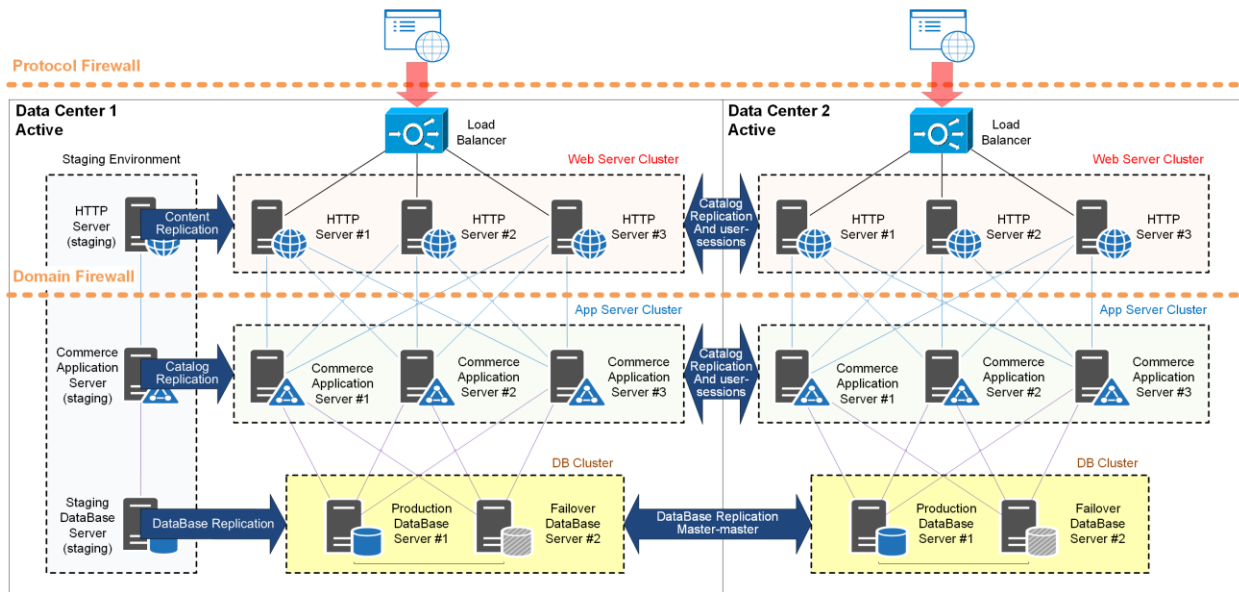 Protocol Firewall
Data Center 1
Active
Load
Balancer
Data Center 2
Active
Load
Balancer
Staging Environment
Web Server Cluster
Web Server Cluster
HTTP
Server
(staging)
Content
Replication
HTTP
Server #1
HTTP
Server #2
HTTP
Server #3
Catalog
Replication
And user-
sessions
HTTP
Server #1
HTTP
Server #2
HTTP
Server #3
Domain Firewall
App Server Cluster
App Server Cluster
Commerce
Application
Server
(staging)
Catalog
Replication
Commerce
Application
Server #1
Commerce
Application
Server #2
Commerce
Application
Server #3
Catalog
Replication
And user-
sessions
Commerce
Application
Server #1
Commerce
Application
Server #2
Commerce
Application
Server #3
DB Cluster
DB Cluster
Staging
DataBase
Server
(staging)
DataBase Replication
Production
DataBase
Server #1
Failover
DataBase
Server #2
DataBase Replication
Master-master
Production
DataBase
Server #1
Failover
DataBase
Server #2